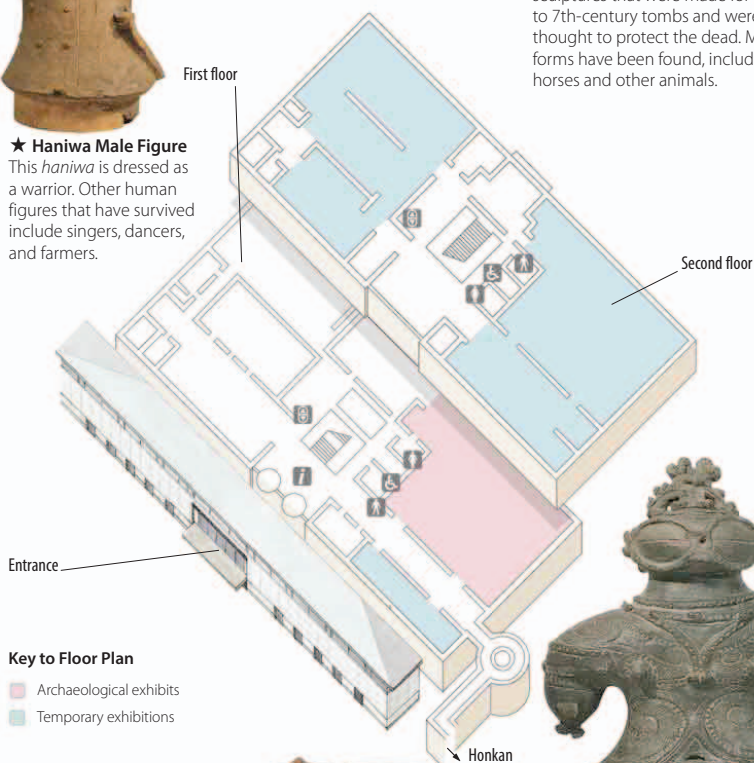 sculptures that were made for
to 7th-century tombs and were
thought to protect the dead. M
forms have been found, includ
horses and other animals.
First floor
★ Haniwa Male Figure
This haniwa is dressed as
a warrior. Other human
figures that have survived
include singers, dancers,
and farmers.
Second floor
Entrance
Key to Floor Plan
Archaeological exhibits
Temporary exhibitions
Honkan